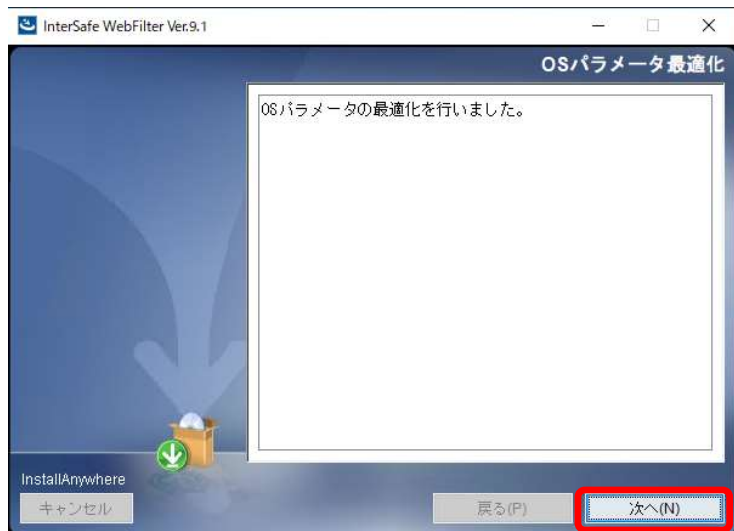 InterSafe WebFilter Ver.9.1
OSパラメータ最適化
OSパラメータの最適化を行いました。
InstallAnywhere
キャンセル
戻る(P)
次へ(N)